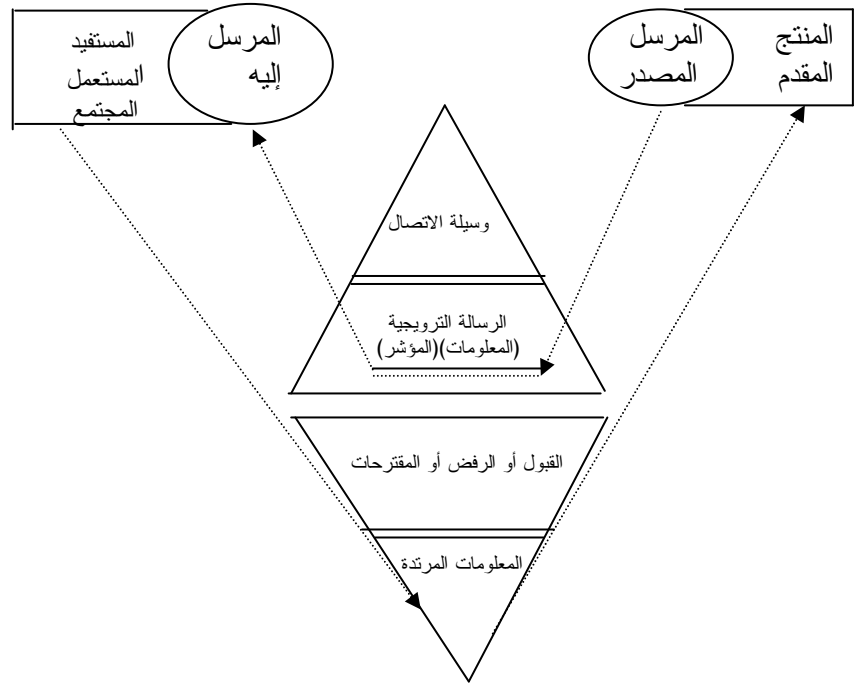 المنتج
المقدم
المرسل
المصدر
المرسل
إليه
المستفيد
المستعمل
المجتمع
وسيلة الاتصال
الرسالة الترويجية
(المعلومات)(المؤشر)
القبول أو الرفض أو المقترحات
المعلومات المرتدة